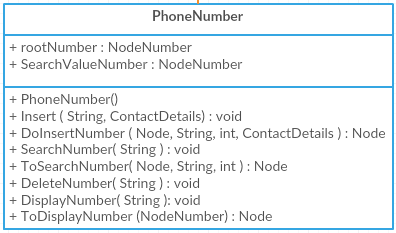 PhoneNumber
+ rootNumber : NodeNumber
+ SearchValueNumber : NodeNumber
+ PhoneNumber()
+ Insert ( String, ContactDetails) : void
+ DoInsertNumber ( Node, String, int, ContactDetails ) : Node
+ SearchNumber( String ) : void
+ ToSearchNumber( Node, String, int ) : Node
+ DeleteNumber( String ) : void
+ DisplayNumber( String ): void
+ ToDisplayNumber (NodeNumber) : Node